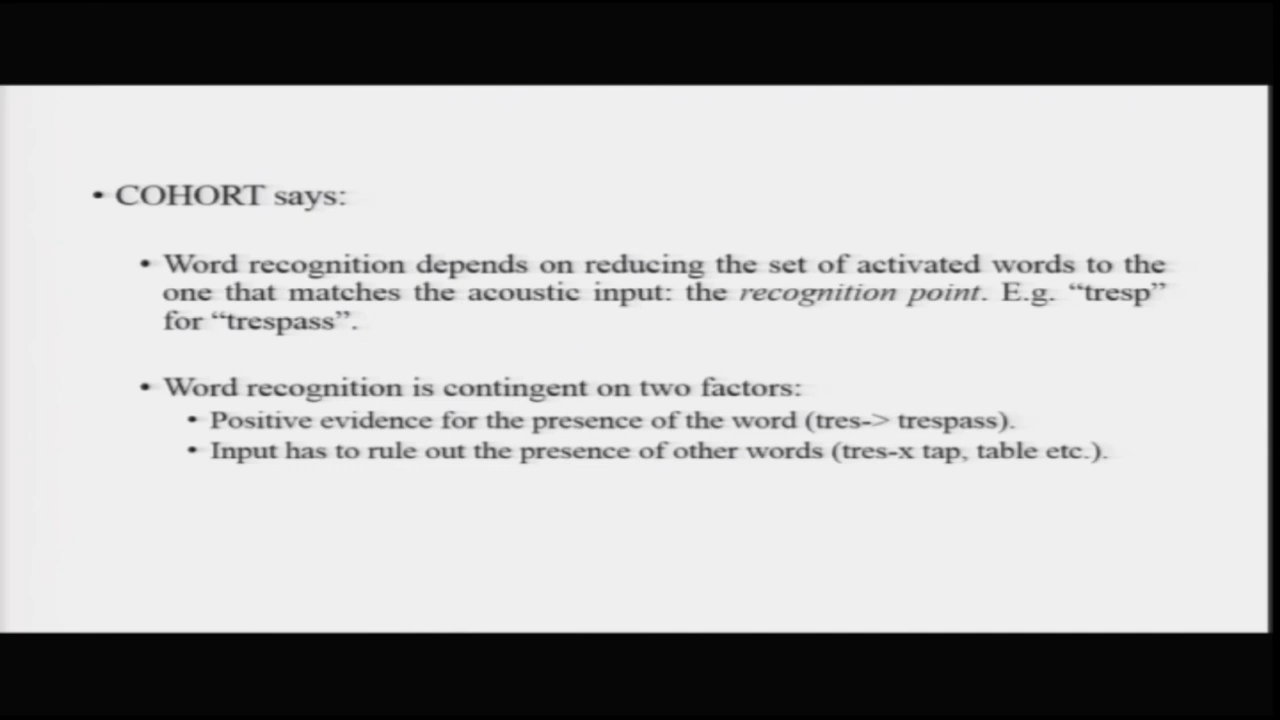 • COHORT says:
• Word recognition depends on reducing the set of activated words to the
one that matches the acoustic input: the recognition point. E.g. “tresp”
for “trespass”.
• Word recognition is contingent on two factors:
• Positive evidence for the presence of the word (tres-> trespass).
• Input has to rule out the presence of other words (tres-x tap, table etc.).